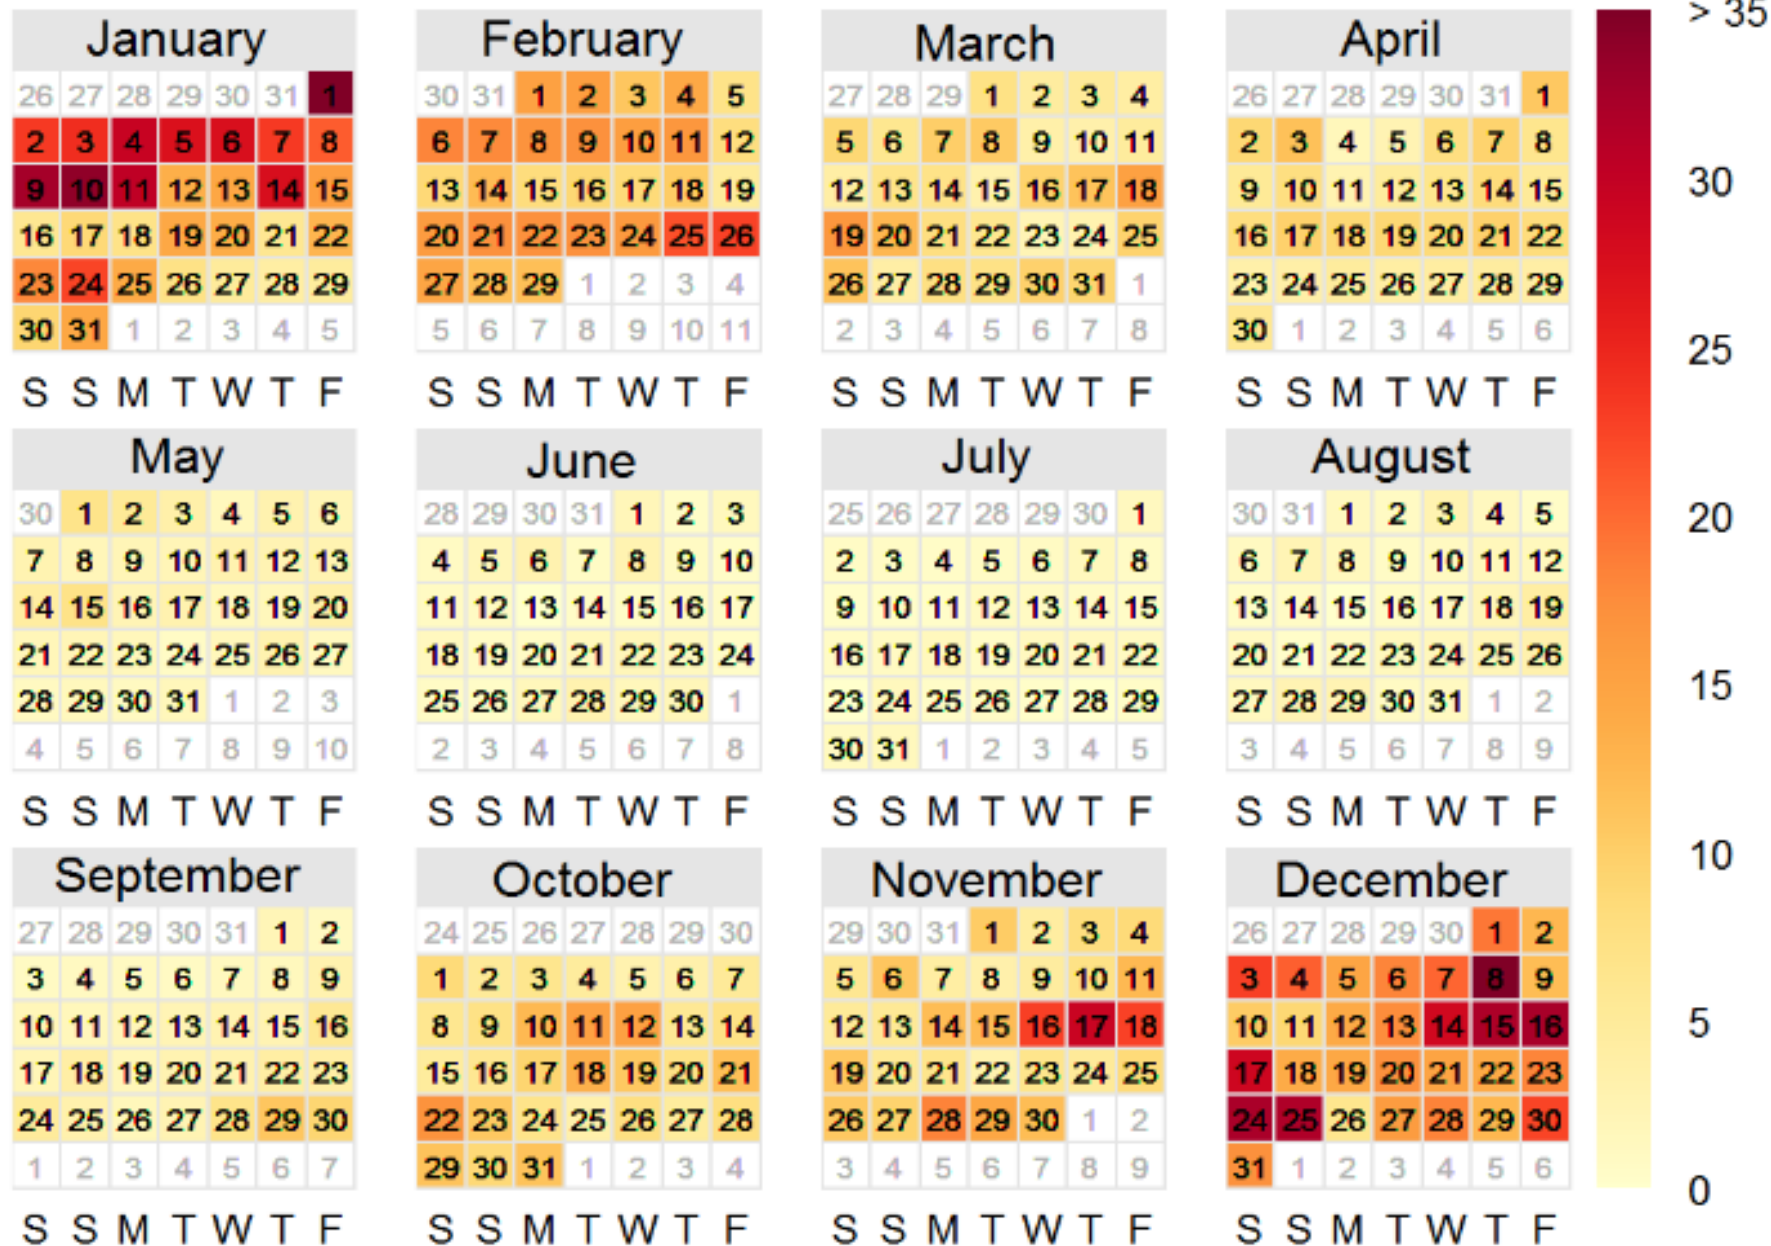 January February March April > 35
26 27 28 29 30 31 1 30 31 1 2 3 4 5 27 28 29 1 2 3 4 26 27 28 29 30 31 1
2 3 4 5 6 7 8 6 7 8 9 10 11 12 5 6 7 8 9 10 11 2 3 4 5 6 7 8
9 10 11 12 13 14 15 13 14 15 16 17 18 19 12 13 14 15 16 17 18 9 10 11 12 13 14 15 30
16 17 18 19 20 21 22 20 21 22 23 24 25 26 19 20 21 22 23 24 25 16 17 18 19 20 21 22
23 24 25 26 27 28 29 27 28 29 1 2 3 4 26 27 28 29 30 31 1 23 24 25 26 27 28 29
30 31 1 2 3 4 5 5 6 7 8 9 10 11 2 3 4 5 6 7 8 30 1 2 3 4 5 6 25
S S M T W T F S S M T W T F S S M T W T F S S M T W T F
May June July August
30 1 2 3 4 5 6 28 29 30 31 1 2 3 25 26 27 28 29 30 1 30 31 1 2 3 4 5 20
7 8 9 10 11 12 13 4 5 6 7 8 9 10 2 3 4 5 6 7 8 6 7 8 9 10 11 12
14 15 16 17 18 19 20 11 12 13 14 15 16 17 9 10 11 12 13 14 15 13 14 15 16 17 18 19
21 22 23 24 25 26 27 18 19 20 21 22 23 24 16 17 18 19 20 21 22 20 21 22 23 24 25 26
28 29 30 31 1 2 3 25 26 27 28 29 30 1 23 24 25 26 27 28 29 27 28 29 30 31 1 2 15
4 5 6 7 8 9 10 2 3 4 5 6 7 8 30 31 1 2 3 4 5 3 4 5 6 7 8 9
S S M T W T F S S M T W T F S S M T W T F S S M T W T F
September October November December 10
27 28 29 30 31 1 2 24 25 26 27 28 29 30 29 30 31 1 2 3 4 26 27 28 29 30 1 2
3 4 5 6 7 8 9 1 2 3 4 5 6 7 5 6 7 8 9 10 11 3 4 5 6 7 8 9
10 11 12 13 14 15 16 8 9 10 11 12 13 14 12 13 14 15 16 17 18 10 11 12 13 14 15 16 5
17 18 19 20 21 22 23 15 16 17 18 19 20 21 19 20 21 22 23 24 25 17 18 19 20 21 22 23
24 25 26 27 28 29 30 22 23 24 25 26 27 28 26 27 28 29 30 1 2 24 25 26 27 28 29 30
1 2 3 4 5 6 7 29 30 31 1 2 3 4 3 4 5 6 7 8 9 31 1 2 3 4 5 6 0
S S M T W T F S S M T W T F S S M T W T F S S M T W T F